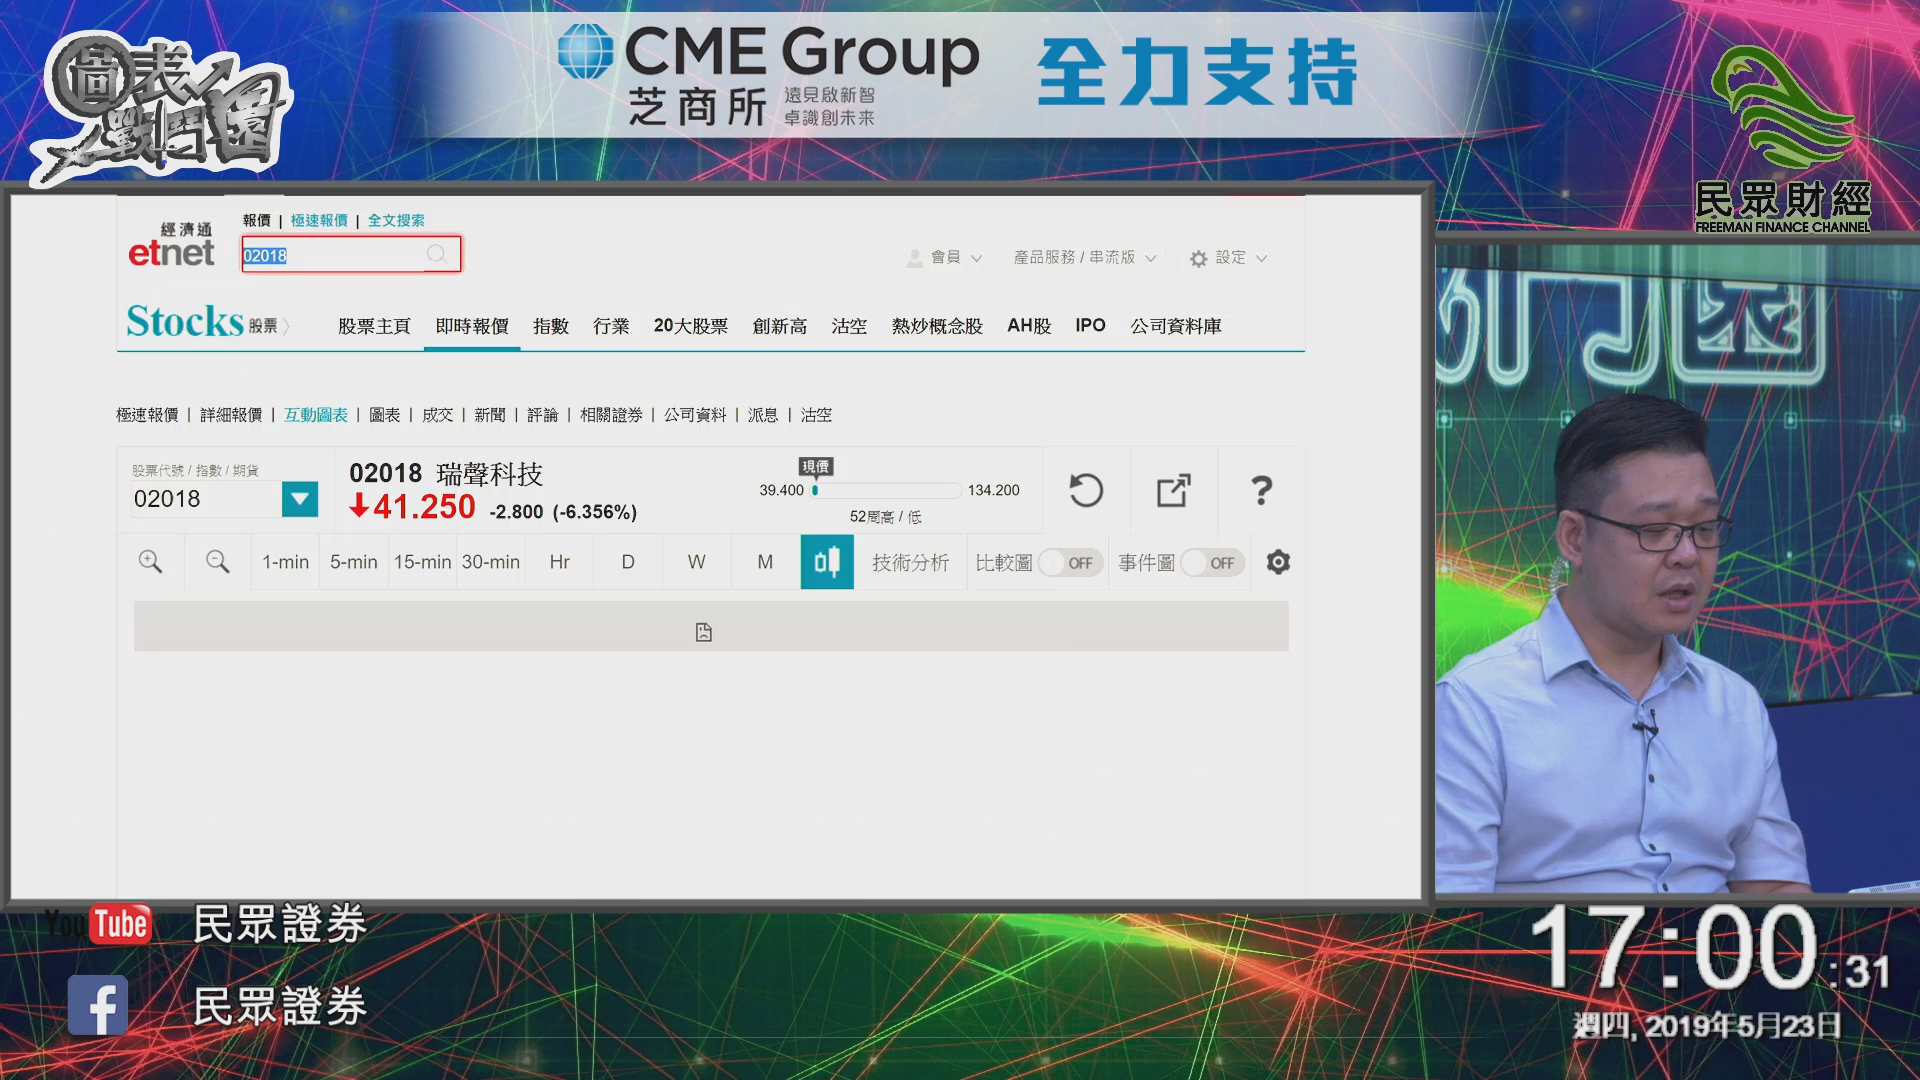 圖表戰鬥圈
CME Group
芝商所
遠見啟新智
卓識創未來
全力支持
民眾財經
FREEMAN FINANCE CHANNEL
經濟通
etnet
報價 | 極速報價 | 全文搜索
02018
會員
產品服務 / 串流版
設定
Stocks 股票
股票主頁 即時報價 指數 行業 20大股票 創新高 沽空 熱炒概念股 AH股 IPO 公司資料庫
極速報價 | 詳細報價 | 互動圖表 | 圖表 | 成交 | 新聞 | 評論 | 相關證券 | 公司資料 | 派息 | 沽空
股票代號 / 指數 / 期貨
02018
02018 瑞聲科技
41.250 -2.800 (-6.356%)
現價
39.400 134.200
52周高 / 低
?
1-min 5-min 15-min 30-min Hr D W M 技術分析 比較圖 OFF 事件圖 OFF
YouTube 民眾證券
f 民眾證券
17:00:31
週四, 2019年5月23日